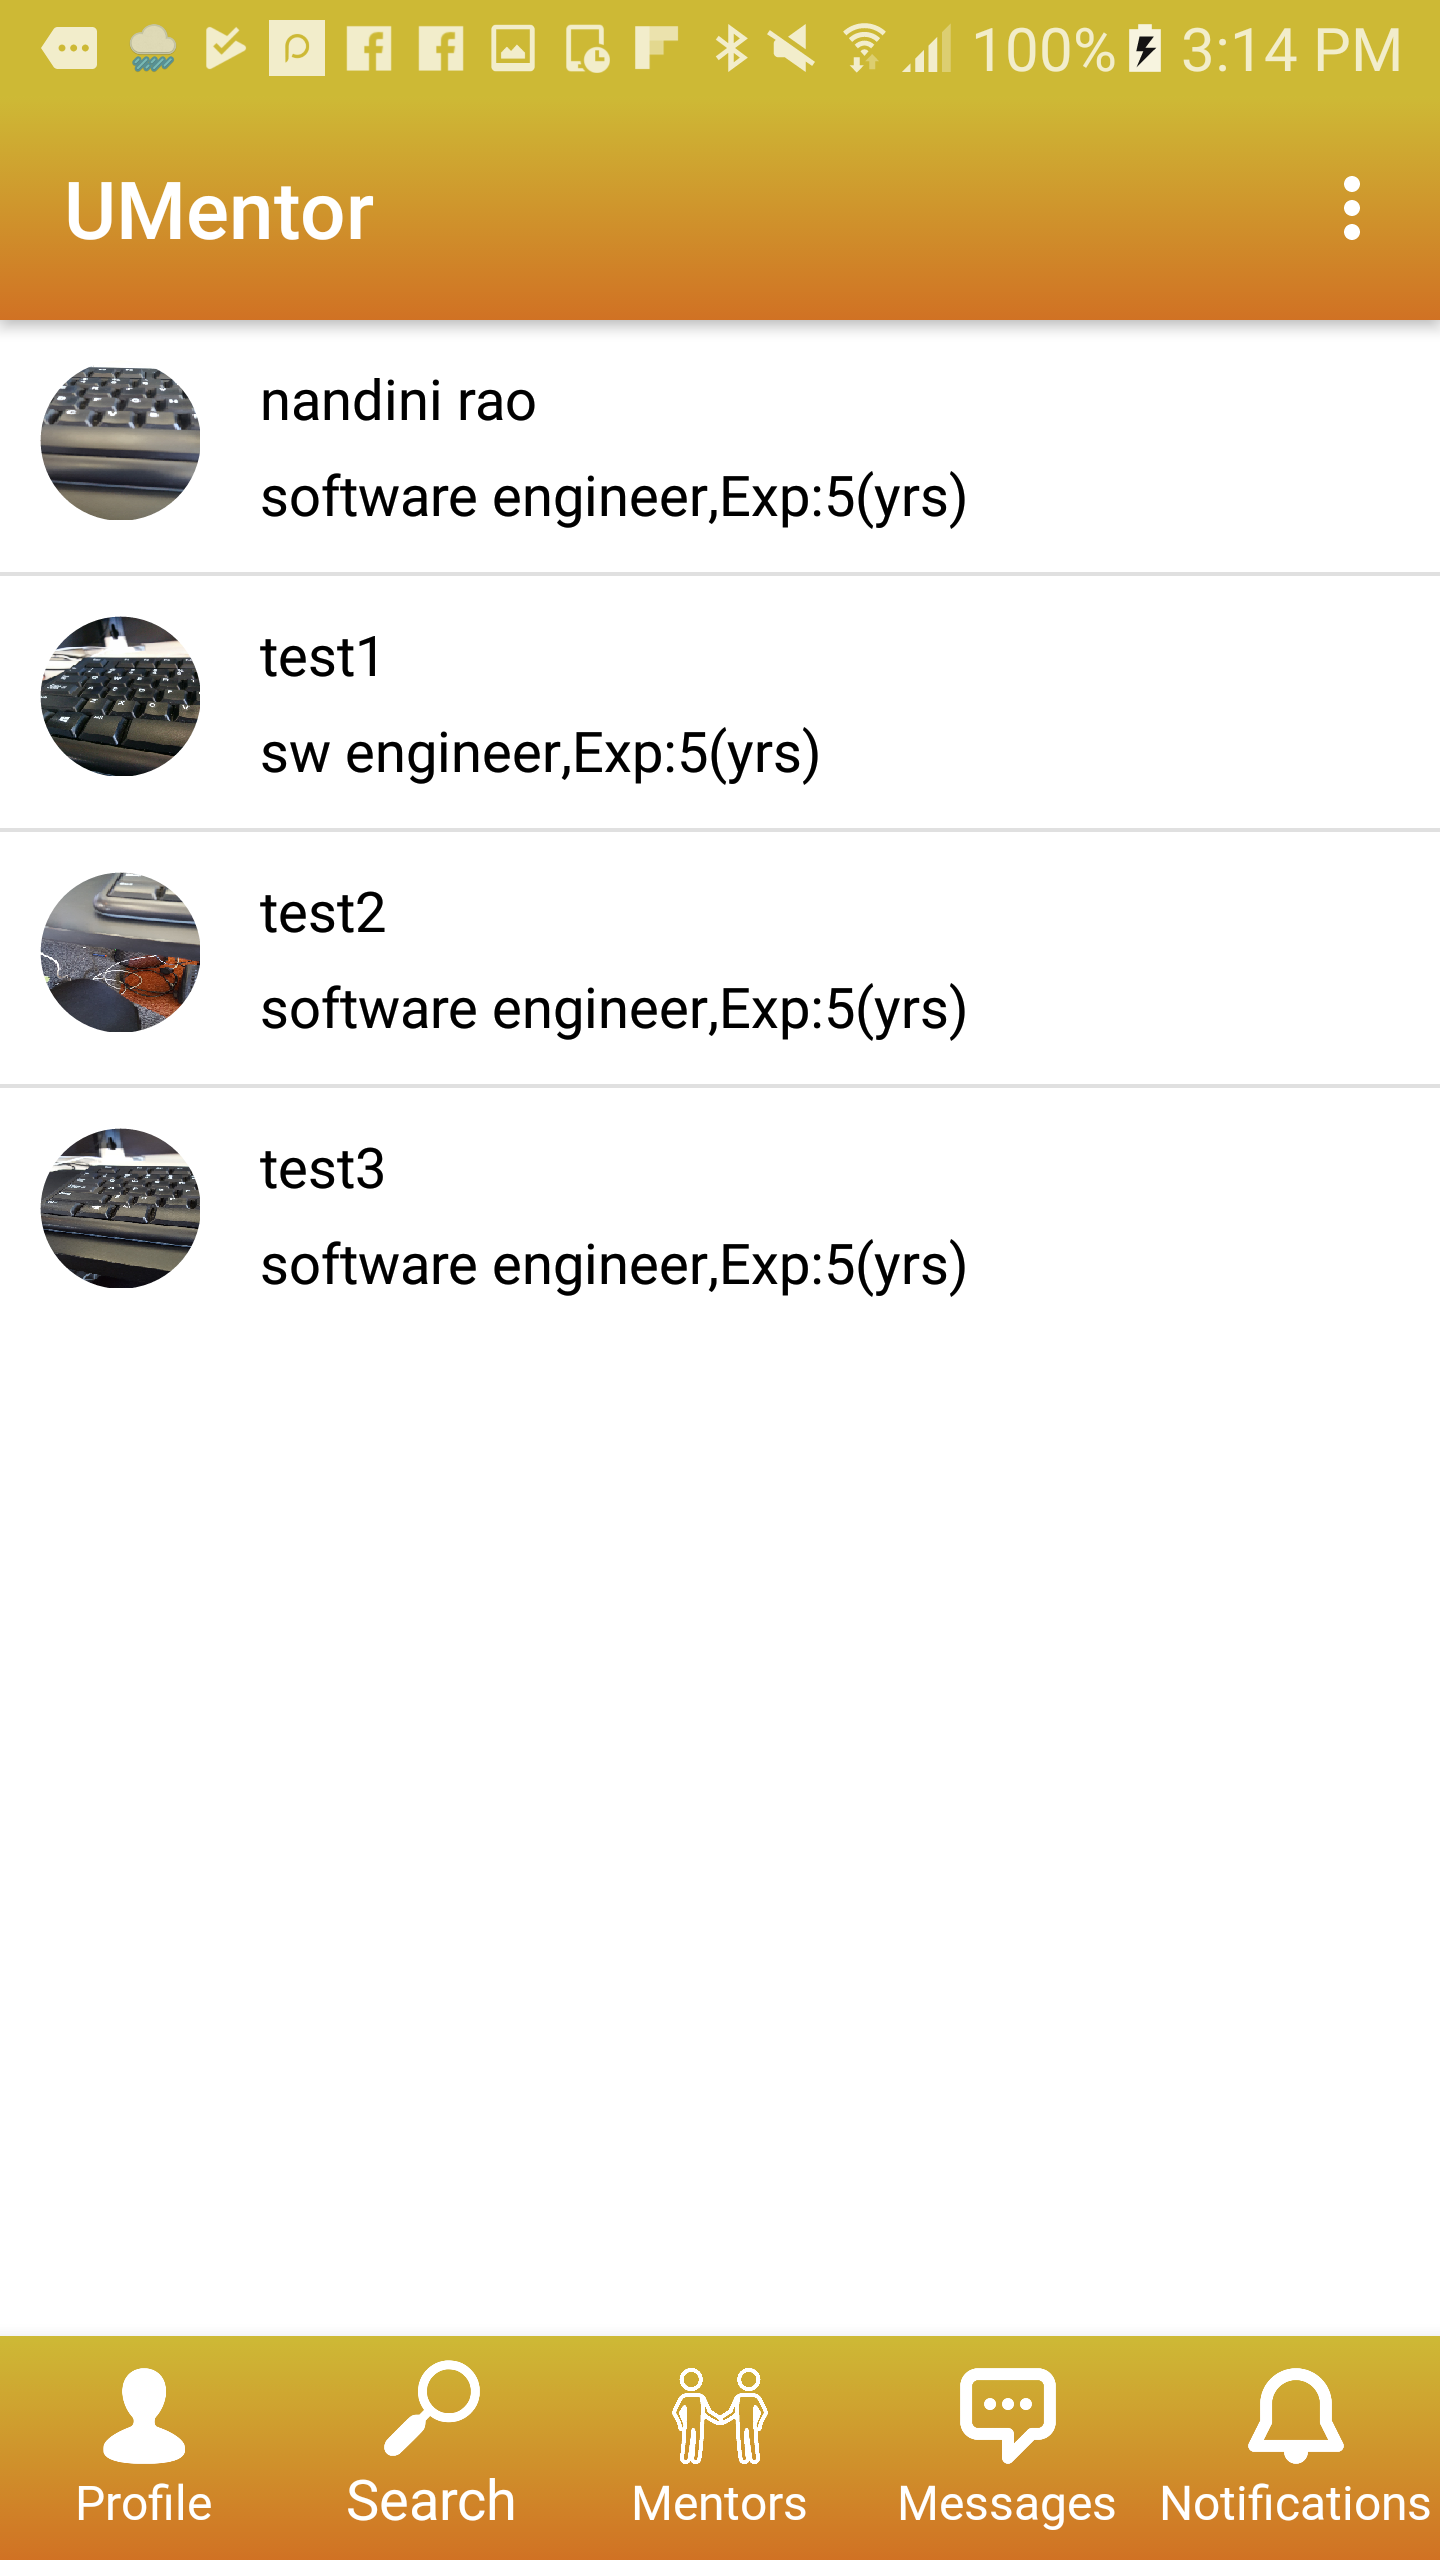 100% 3:14 PM
UMentor
nandini rao
software engineer,Exp:5(yrs)
test1
sw engineer,Exp:5(yrs)
test2
software engineer,Exp:5(yrs)
test3
software engineer,Exp:5(yrs)
Profile Search Mentors Messages Notifications